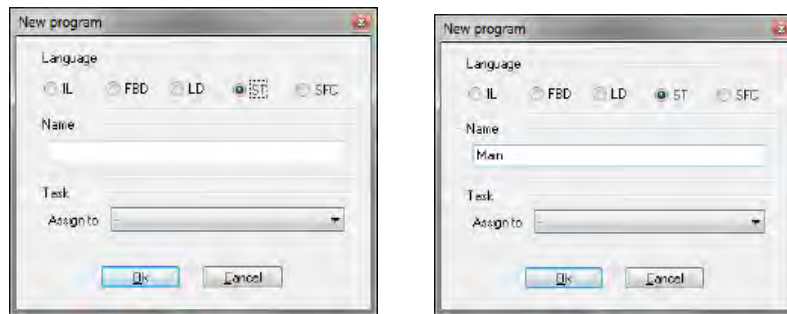 New program
Language
IL FBD LD ST SFC
Name
Task
Assign to -
Ok Cancel
New program
Language
IL FBD LD ST SFC
Name
Main
Task
Assign to -
Ok Cancel